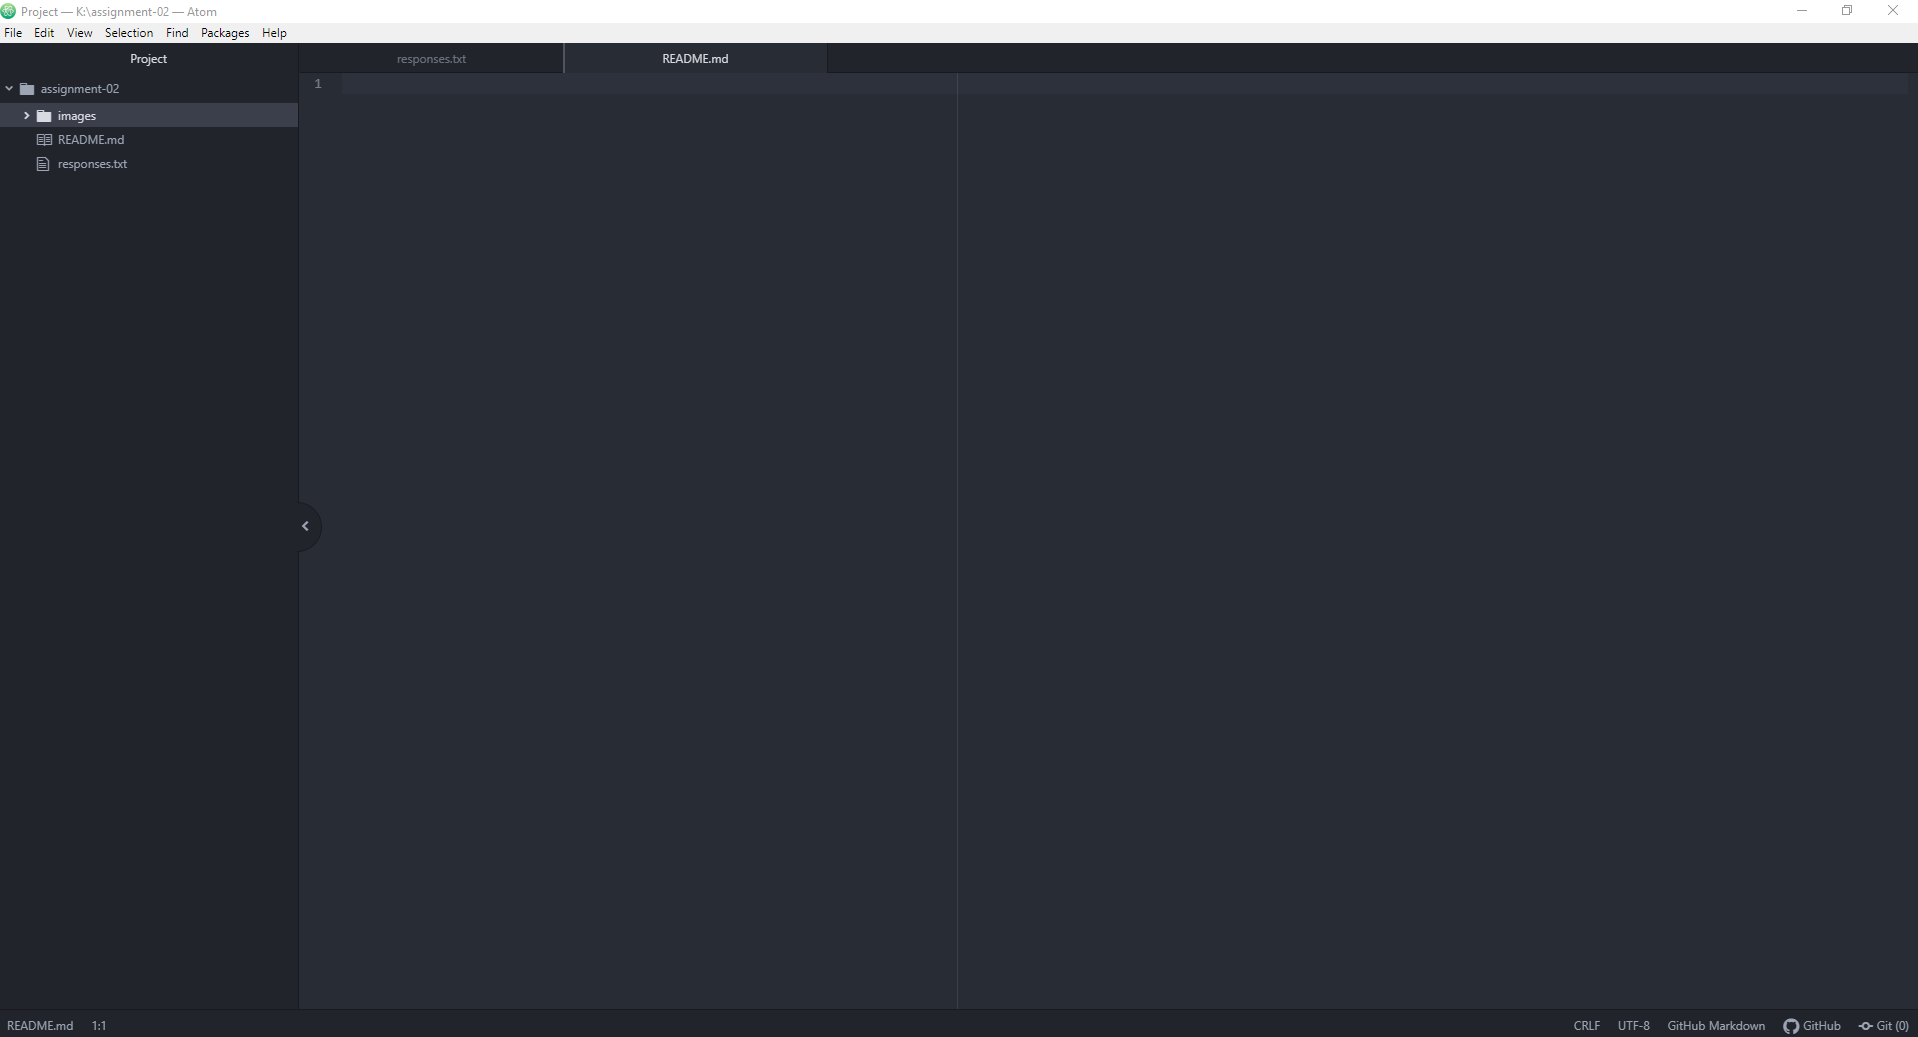 Project — K:\assignment-02 — Atom
File Edit View Selection Find Packages Help
Project
responses.txt
README.md
assignment-02
images
README.md
responses.txt
1
README.md 1:1
CRLF UTF-8 GitHub Markdown GitHub Git (0)